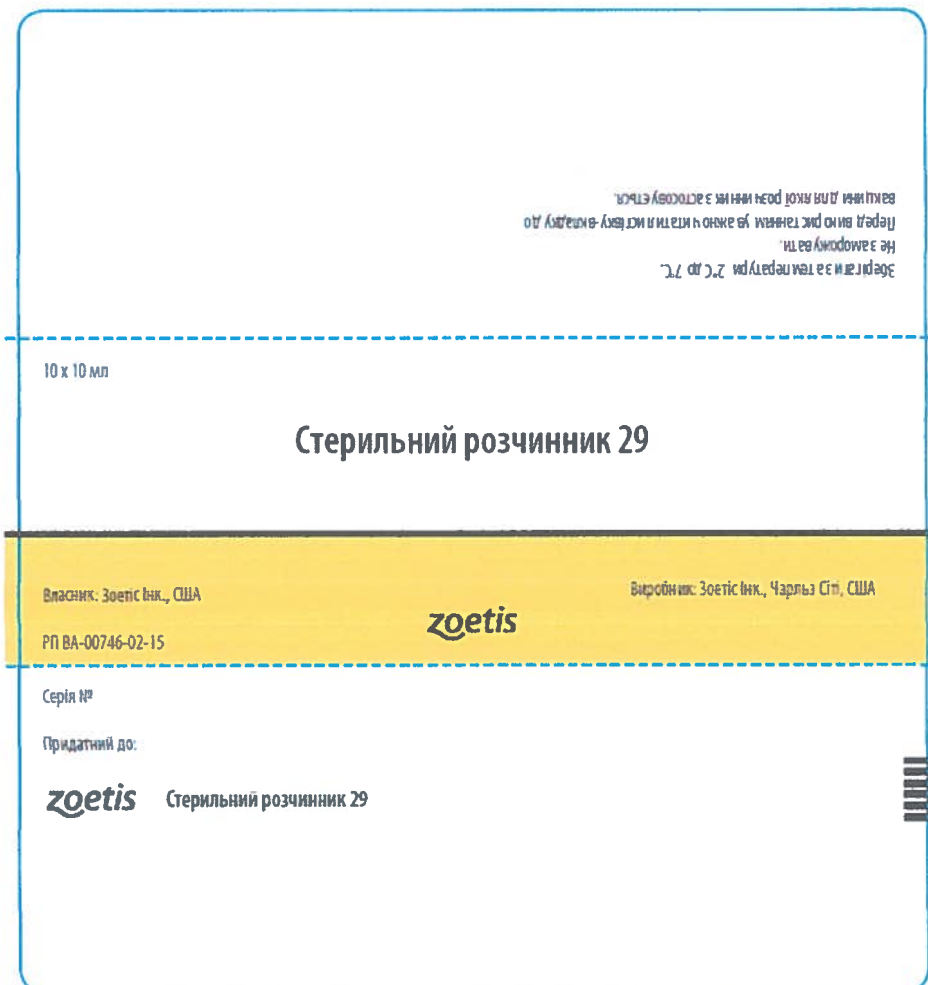 Зберігати за температури 2°С до 7°С.
Не заморожувати.
Перед використанням уважно читати листівку-вкладку до
вакцини для якої розчинник застосовується.
10 х 10 мл
Стерильний розчинник 29
Власник: Зоетіс Інк., США
Виробник: Зоетіс Інк., Чарльз Сіті, США
zoetis
РП ВА-00746-02-15
Серія №
Придатний до:
zoetis Стерильний розчинник 29